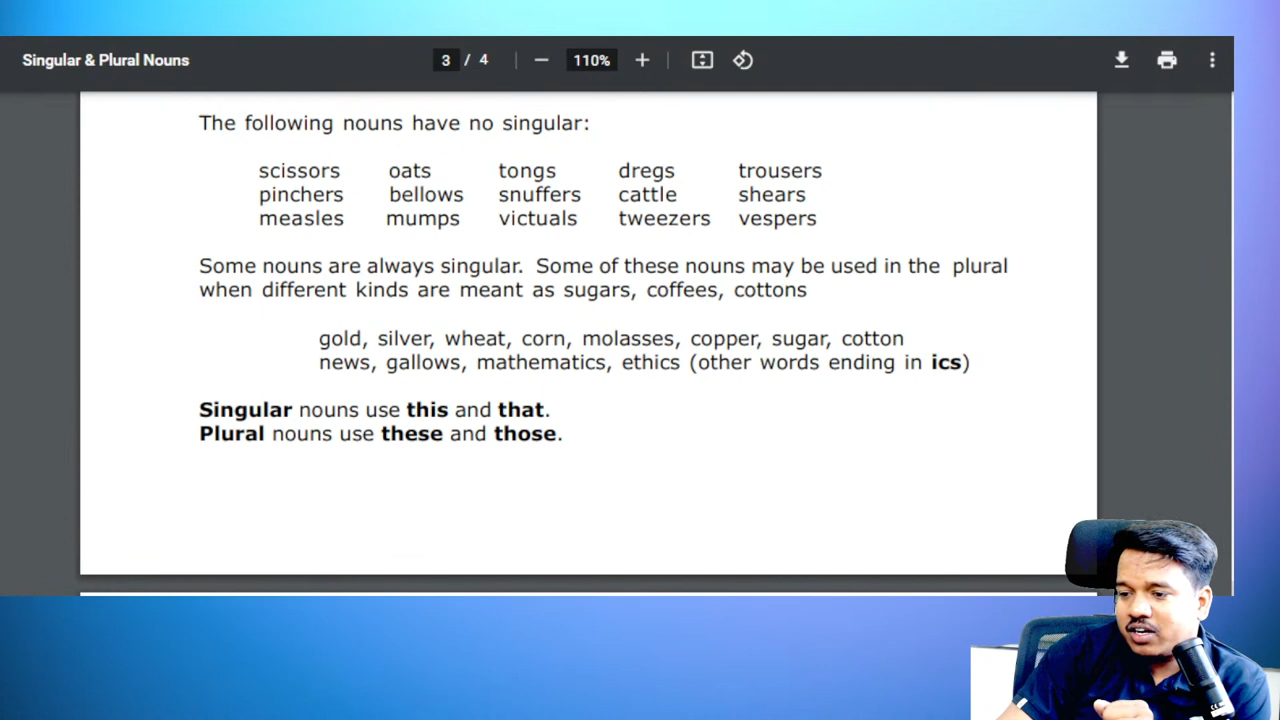 Singular & Plural Nouns 3 / 4 110%
The following nouns have no singular:
scissors oats tongs dregs trousers
pinchers bellows snuffers cattle shears
measles mumps victuals tweezers vespers
Some nouns are always singular. Some of these nouns may be used in the plural
when different kinds are meant as sugars, coffees, cottons
gold, silver, wheat, corn, molasses, copper, sugar, cotton
news, gallows, mathematics, ethics (other words ending in ics)
Singular nouns use this and that.
Plural nouns use these and those.